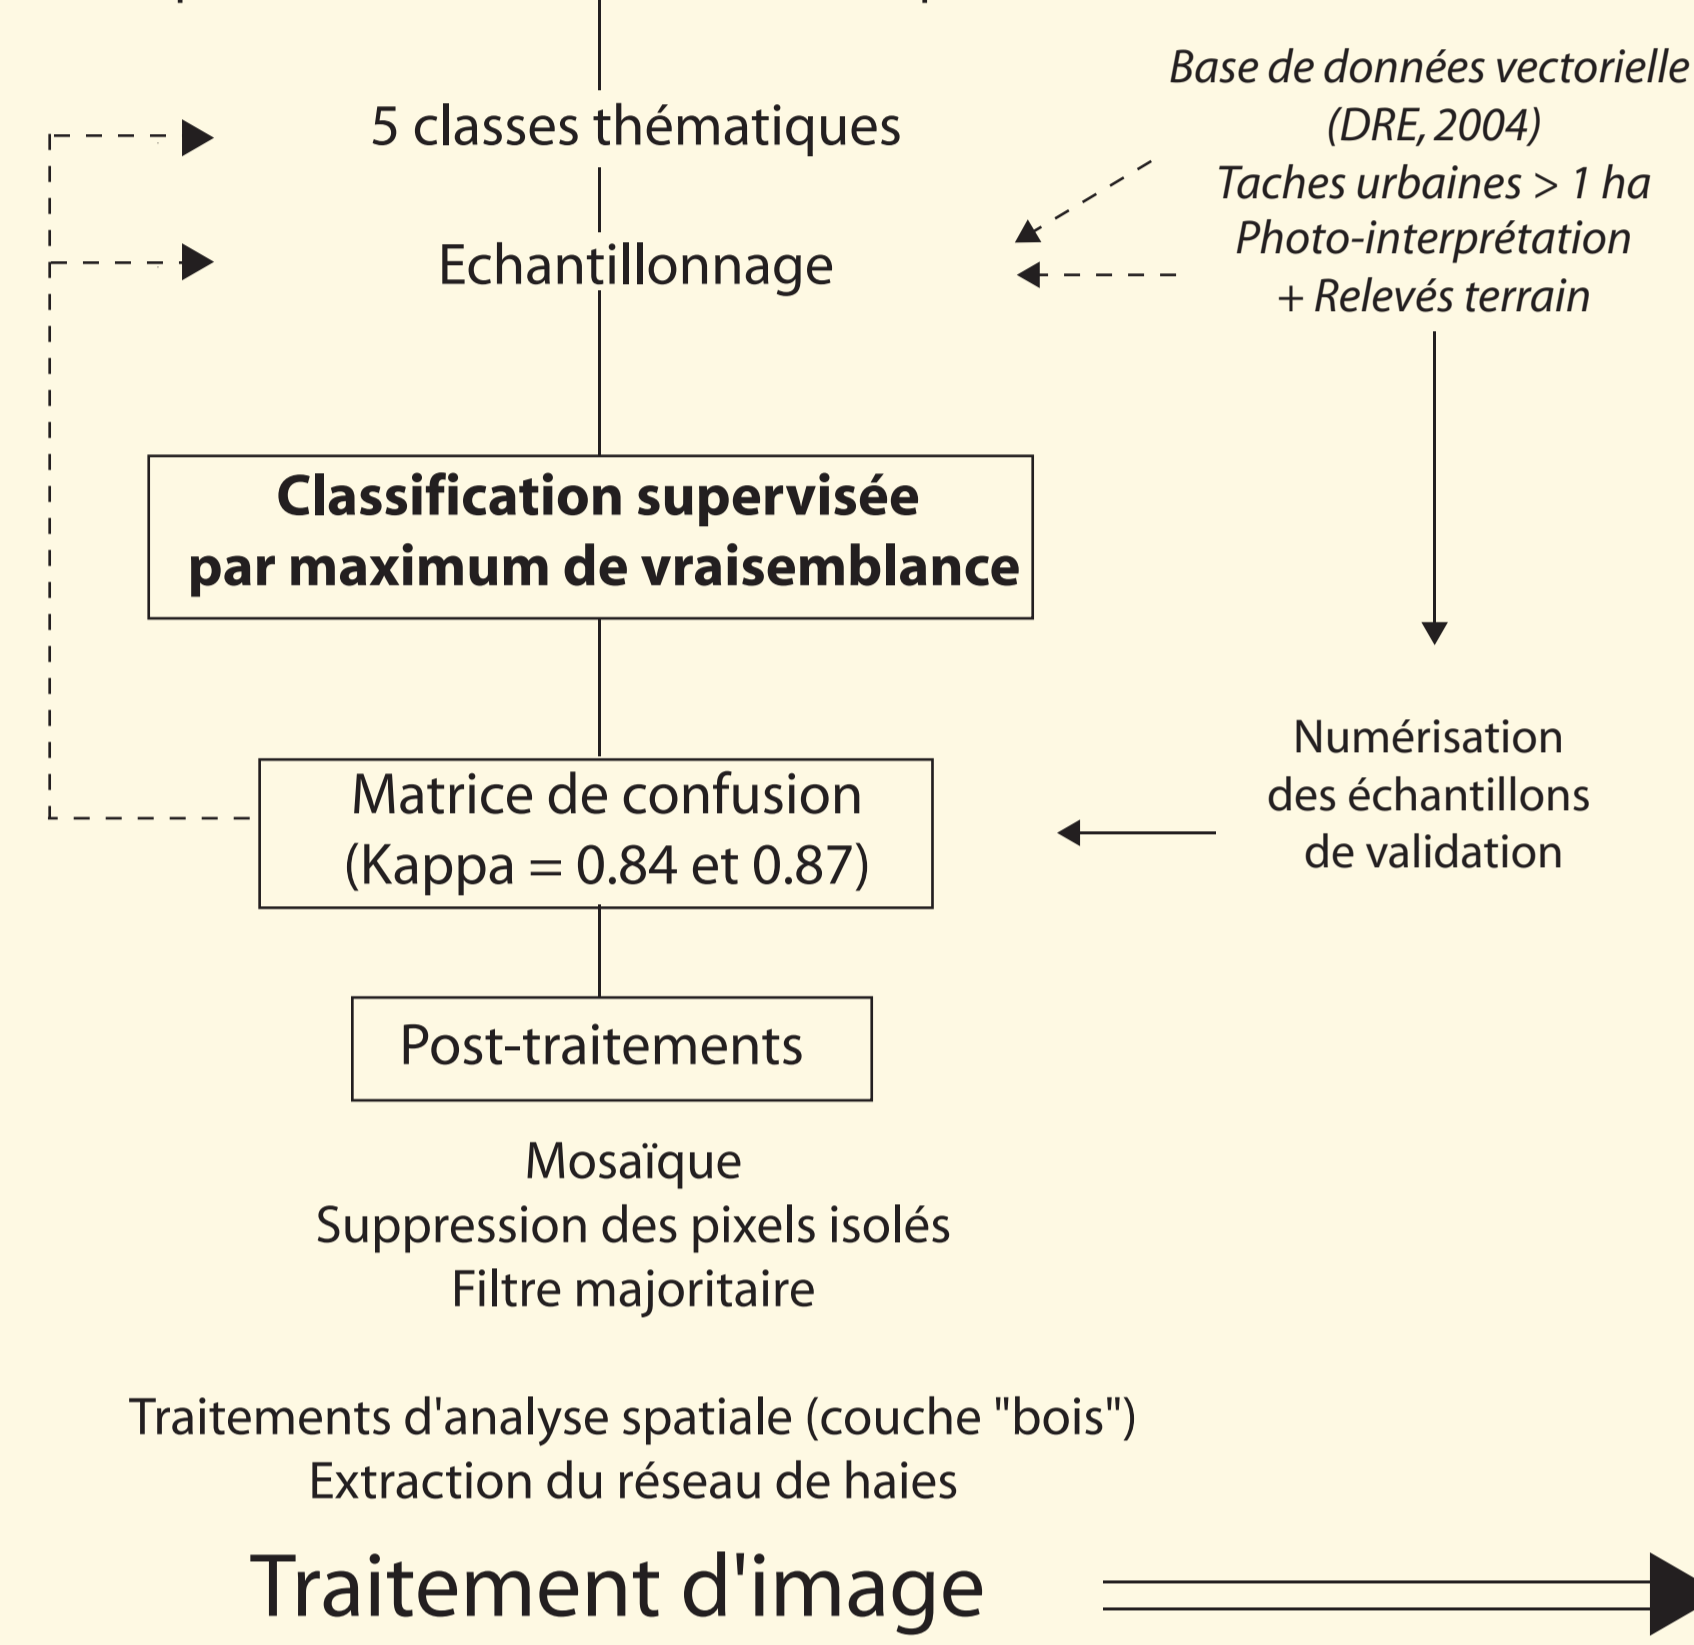 5 classes thématiques
Echantillonnage
Base de données vectorielle
(DRE, 2004)
Taches urbaines > 1 ha
Photo-interprétation
+ Relevés terrain
Classification supervisée
par maximum de vraisemblance
Numérisation
des échantillons
de validation
Matrice de confusion
(Kappa = 0.84 et 0.87)
Post-traitements
Mosaïque
Suppression des pixels isolés
Filtre majoritaire
Traitements d'analyse spatiale (couche "bois")
Extraction du réseau de haies
Traitement d'image